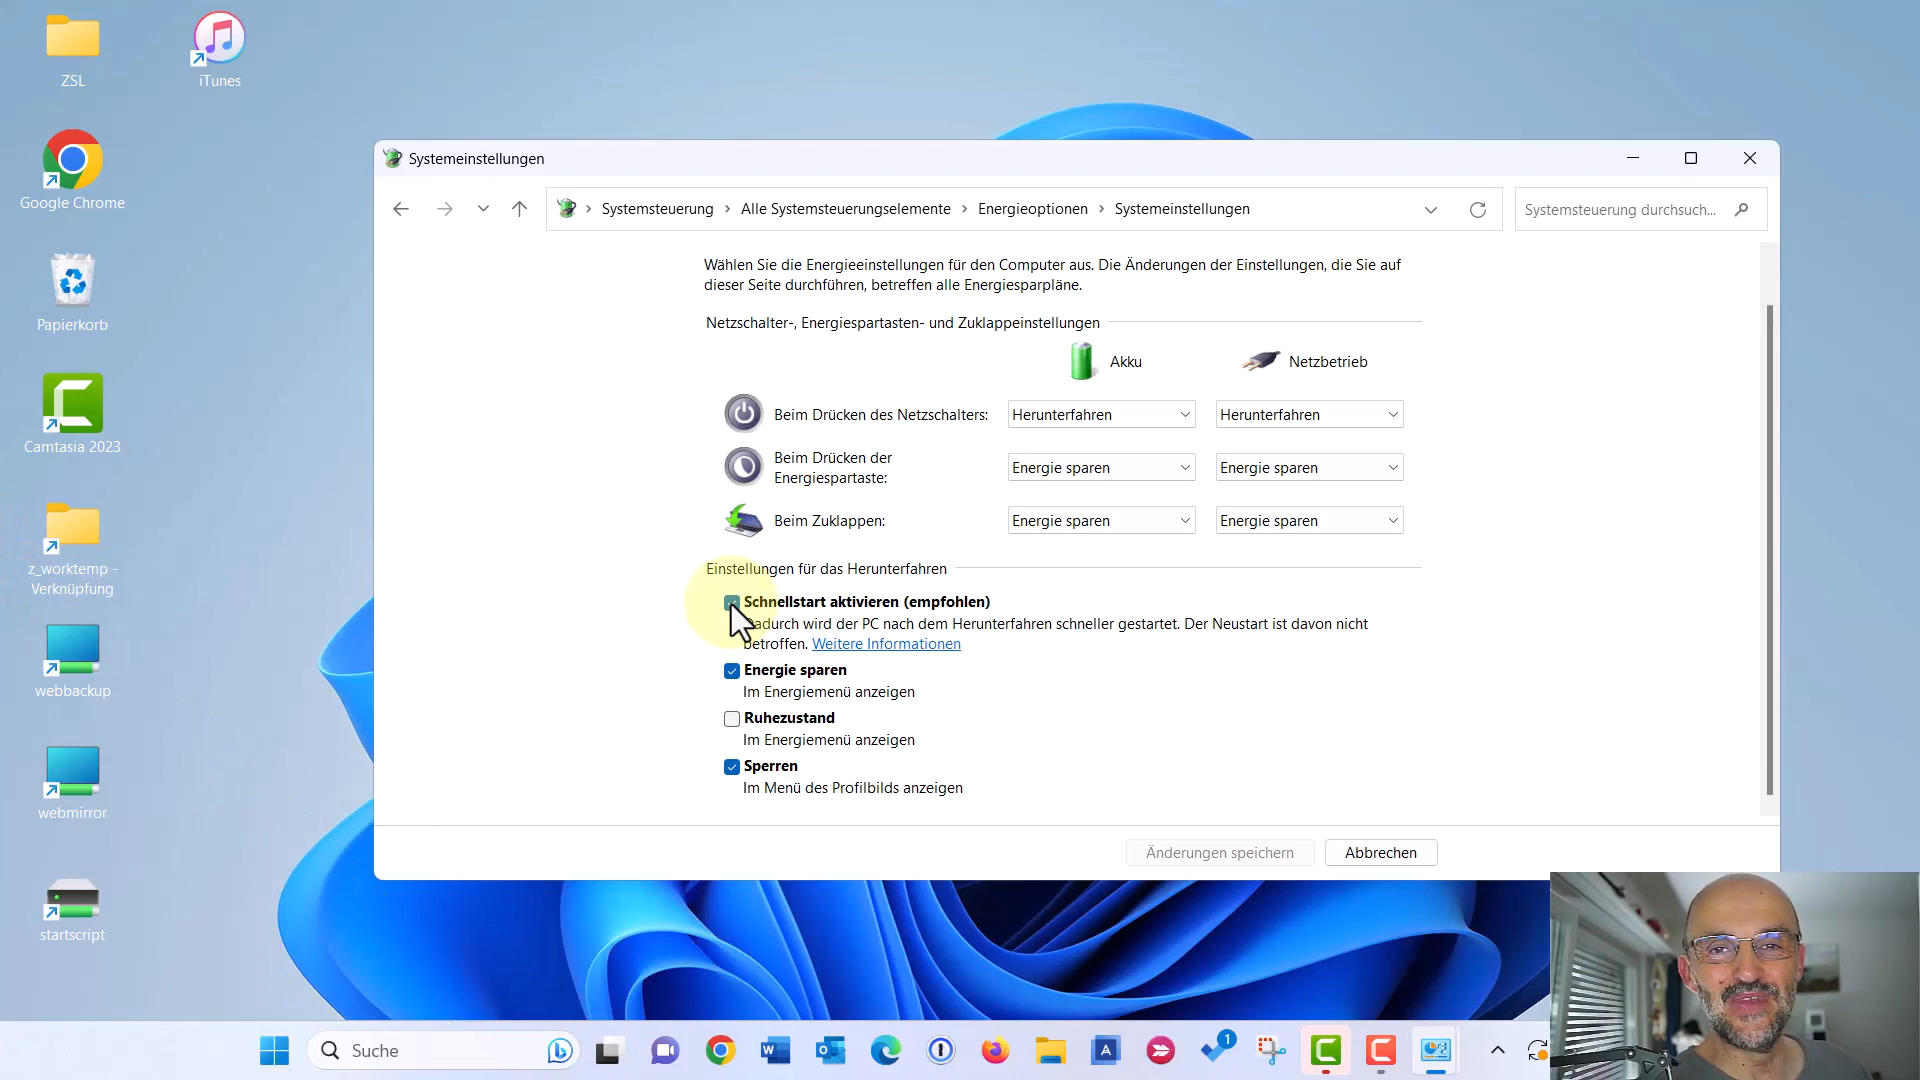 ZSL
iTunes
Google Chrome
Papierkorb
Camtasia 2023
z_worktemp -
Verknüpfung
webbackup
webmirror
startscript
Systemeinstellungen
Systemsteuerung
Alle Systemsteuerungselemente
Energieoptionen
Systemeinstellungen
Systemsteuerung durchsuch...
Wählen Sie die Energieeinstellungen für den Computer aus. Die Änderungen der Einstellungen, die Sie auf
dieser Seite durchführen, betreffen alle Energiesparpläne.
Netzschalter-, Energiespartasten- und Zuklappeinstellungen
Akku
Netzbetrieb
Beim Drücken des Netzschalters:
Herunterfahren
Herunterfahren
Beim Drücken der
Energiespartaste:
Energie sparen
Energie sparen
Beim Zuklappen:
Energie sparen
Energie sparen
Einstellungen für das Herunterfahren
Schnellstart aktivieren (empfohlen)
Dadurch wird der PC nach dem Herunterfahren schneller gestartet. Der Neustart ist davon nicht
betroffen. Weitere Informationen
Energie sparen
Im Energiemenü anzeigen
Ruhezustand
Im Energiemenü anzeigen
Sperren
Im Menü des Profilbilds anzeigen
Änderungen speichern
Abbrechen
Suche
1